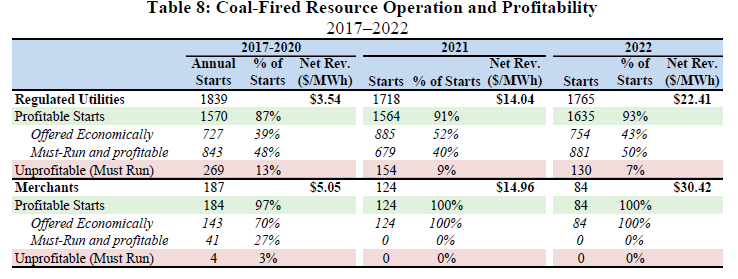 Table 8: Coal-Fired Resource Operation and Profitability
2017–2022
2017-2020 2021 2022
Annual % of Net Rev. Net Rev. % of Net Rev.
Starts Starts ($/MWh) Starts % of Starts ($/MWh) Starts Starts ($/MWh)
Regulated Utilities 1839 $3.54 1718 $14.04 1765 $22.41
Profitable Starts 1570 87% 1564 91% 1635 93%
Offered Economically 727 39% 885 52% 754 43%
Must-Run and profitable 843 48% 679 40% 881 50%
Unprofitable (Must Run) 269 13% 154 9% 130 7%
Merchants 187 $5.05 124 $14.96 84 $30.42
Profitable Starts 184 97% 124 100% 84 100%
Offered Economically 143 70% 124 100% 84 100%
Must-Run and profitable 41 27% 0 0% 0 0%
Unprofitable (Must Run) 4 3% 0 0% 0 0%